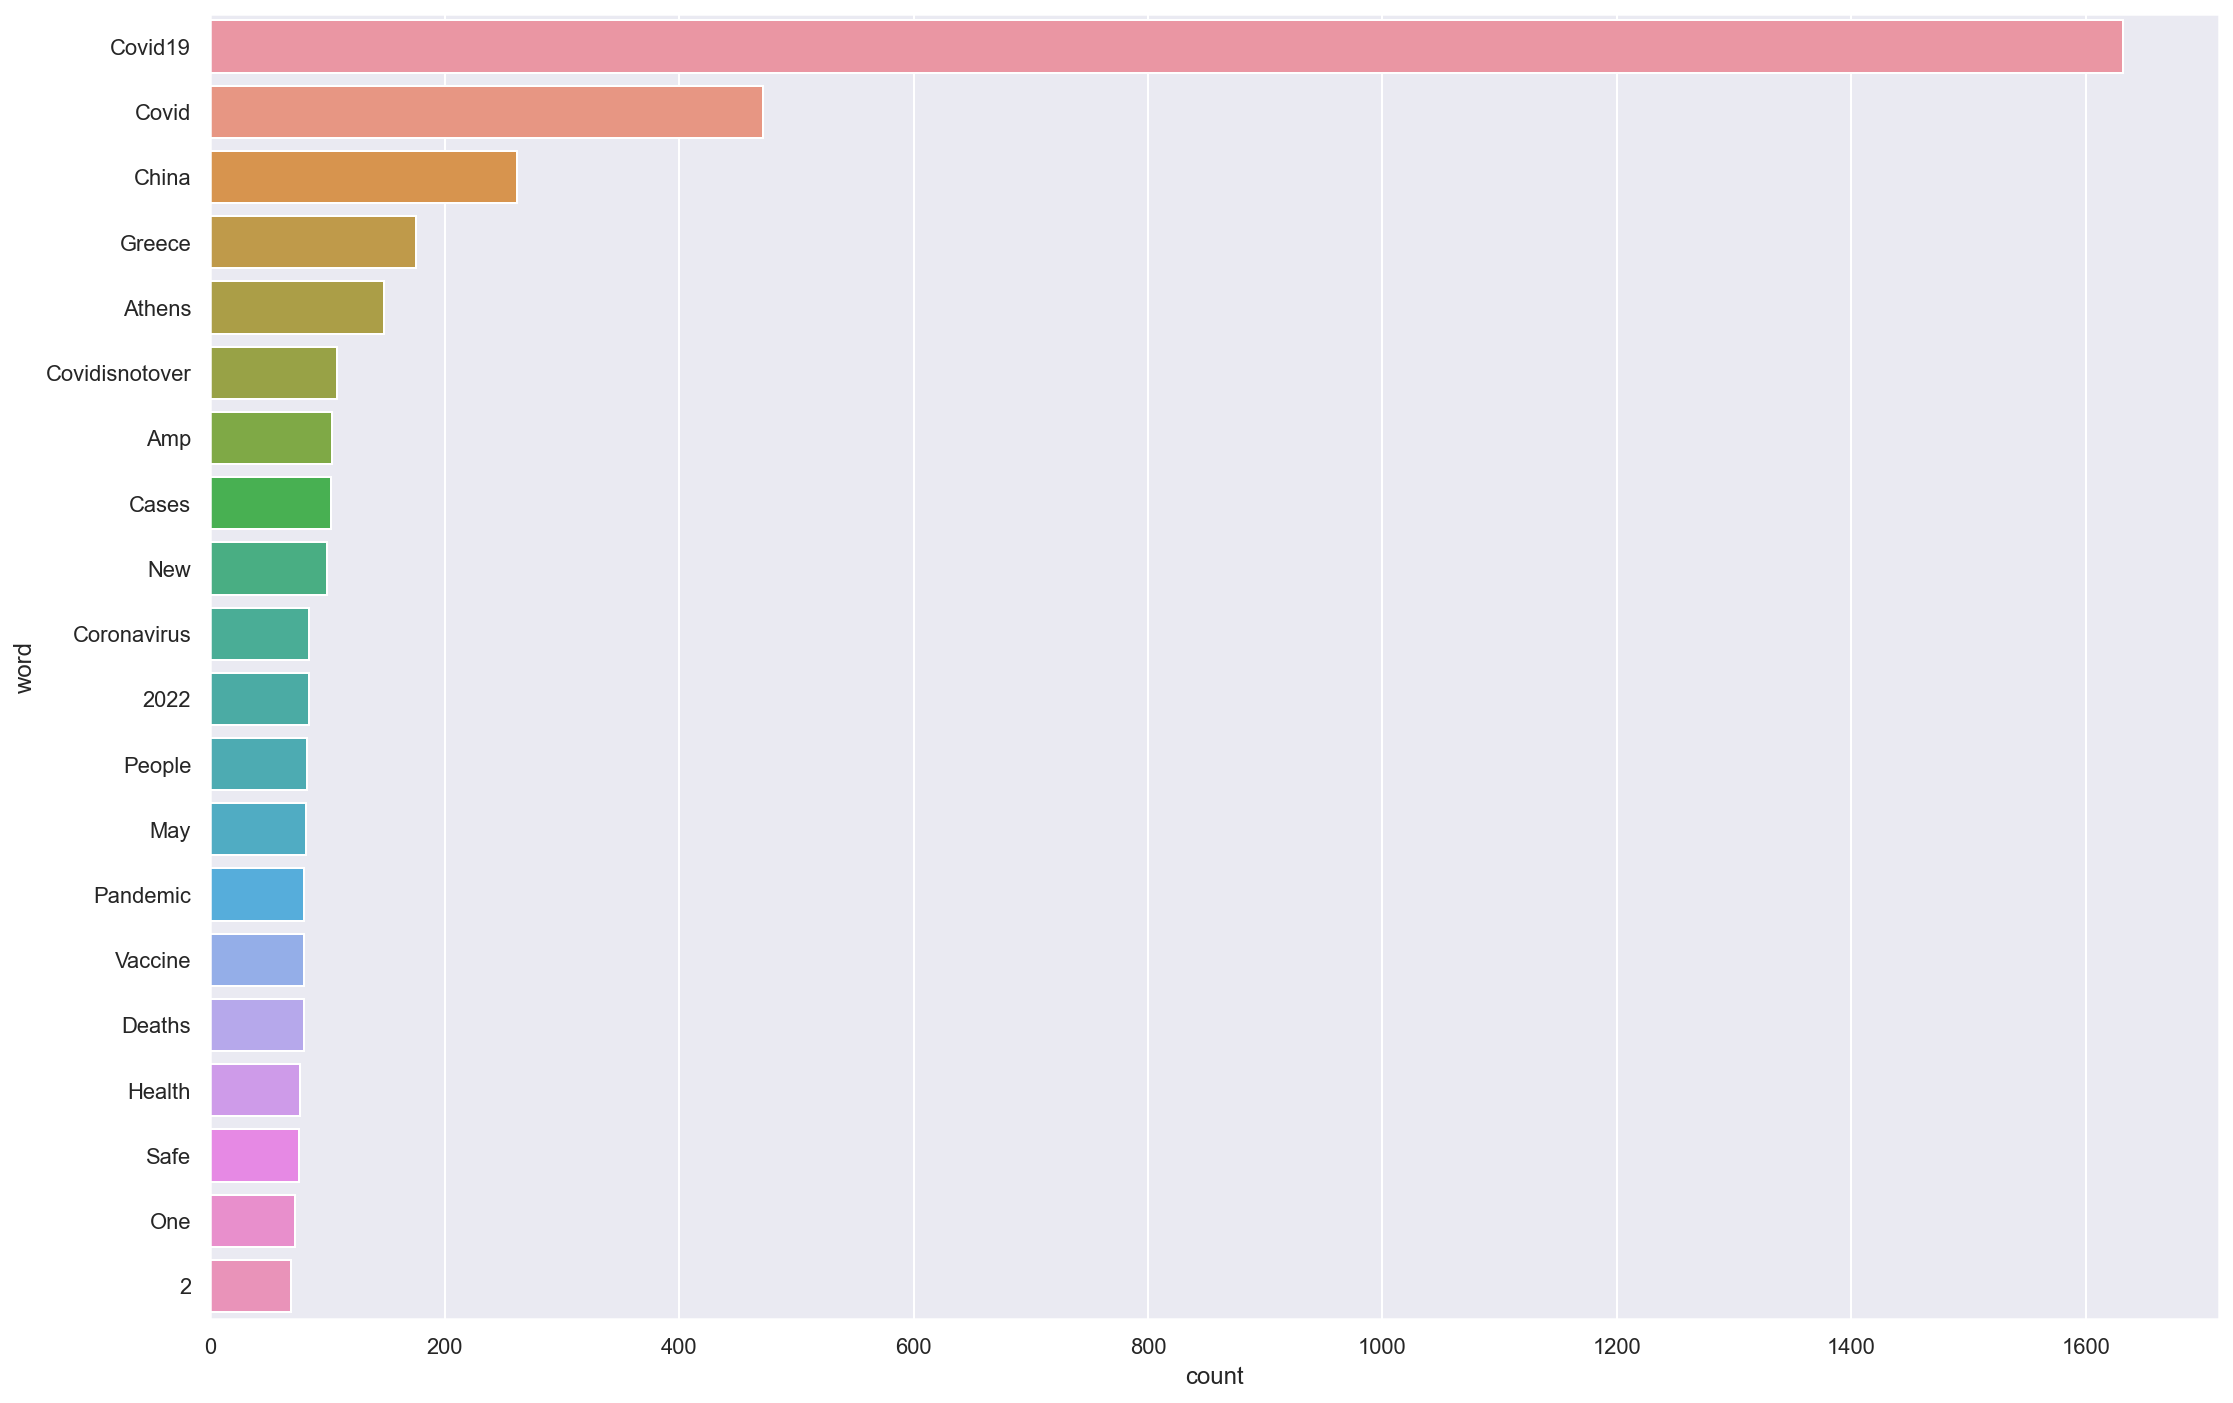 Covid19
Covid
China
Greece
Athens
Covidisnotover
Amp
Cases
New
Coronavirus
2022
People
May
Pandemic
Vaccine
Deaths
Health
Safe
One
2
word
0 200 400 600 800 1000 1200 1400 1600
count